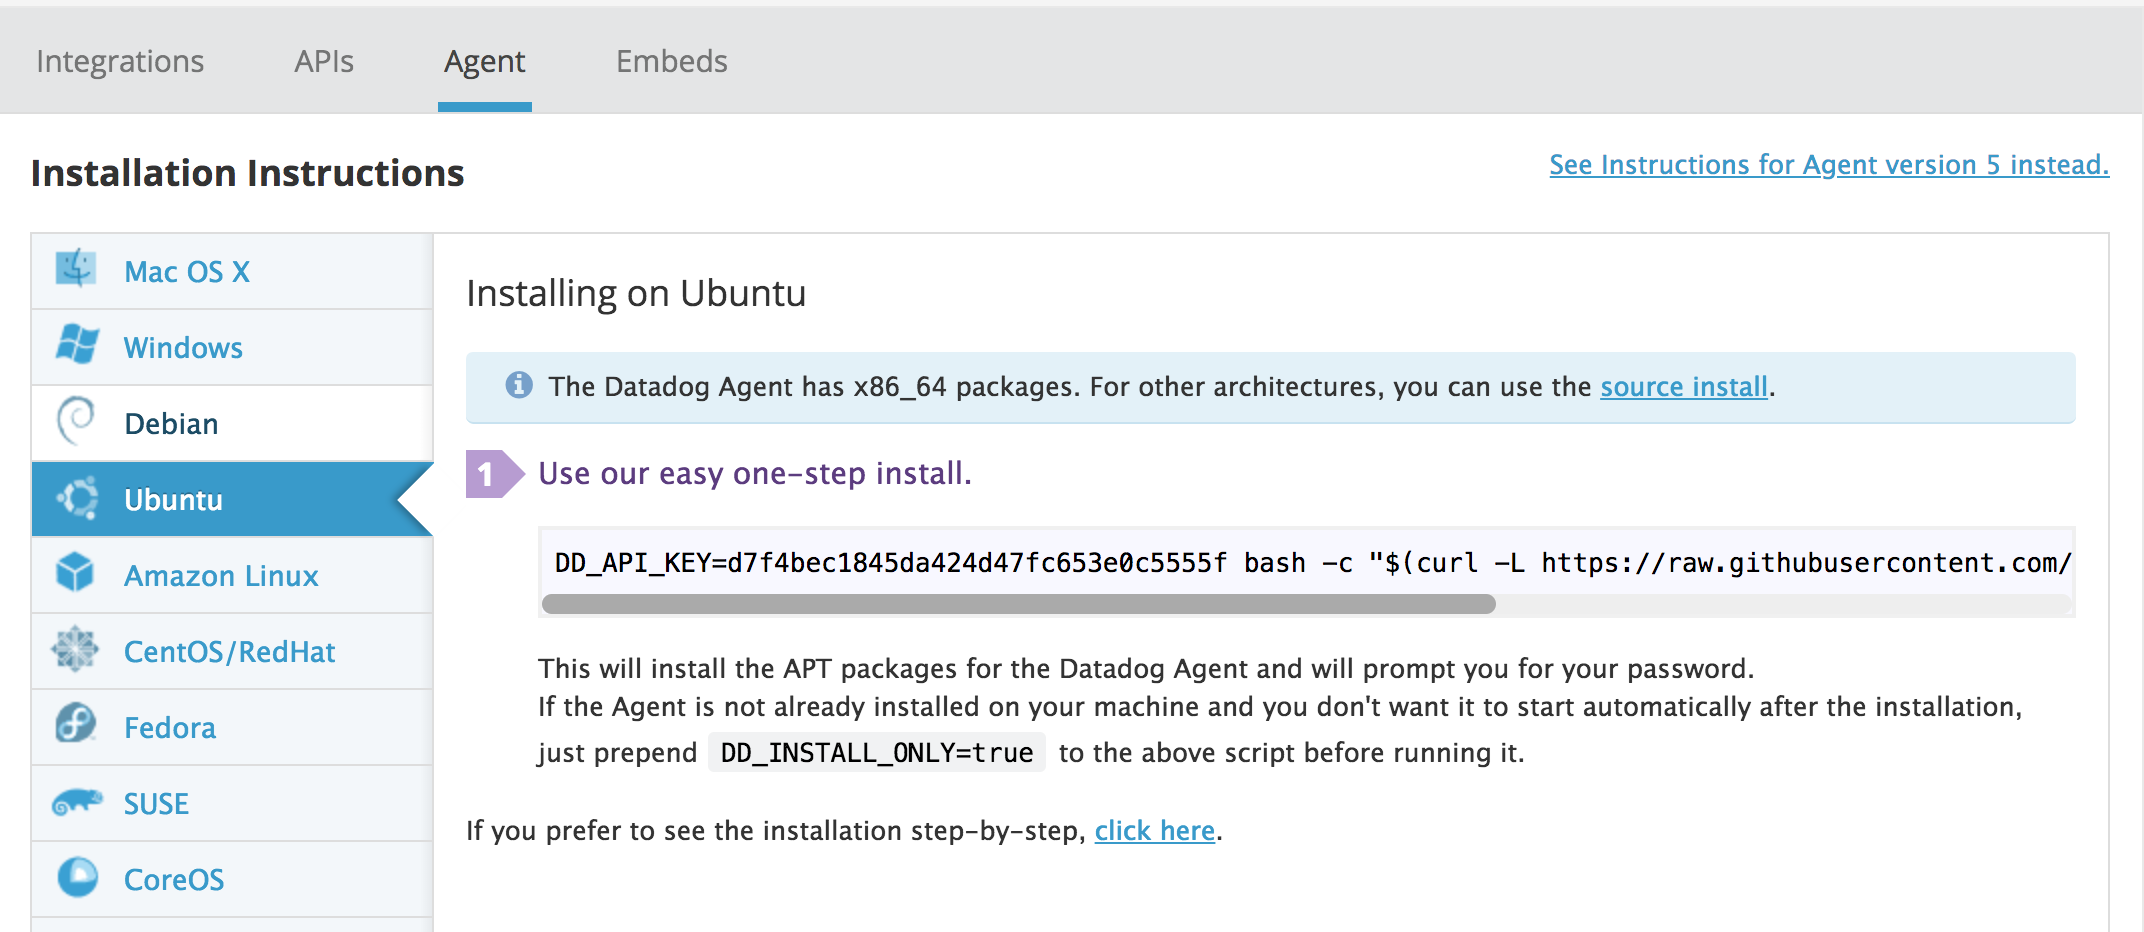 Integrations APIs Agent Embeds
Installation Instructions
See Instructions for Agent version 5 instead.
Mac OS X
Windows
Debian
Ubuntu
Amazon Linux
CentOS/RedHat
Fedora
SUSE
CoreOS
Installing on Ubuntu
The Datadog Agent has x86_64 packages. For other architectures, you can use the source install.
1 Use our easy one-step install.
DD_API_KEY=d7f4bec1845da424d47fc653e0c5555f bash -c "$(curl -L https://raw.githubusercontent.com/
This will install the APT packages for the Datadog Agent and will prompt you for your password.
If the Agent is not already installed on your machine and you don't want it to start automatically after the installation,
just prepend DD_INSTALL_ONLY=true to the above script before running it.
If you prefer to see the installation step-by-step, click here.